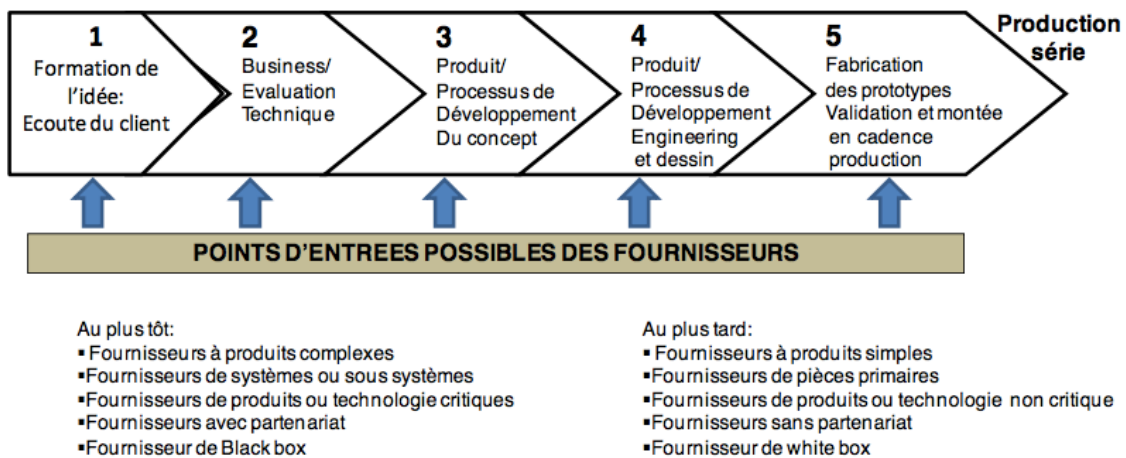 1
Formation de
l'idée:
Ecoute du client
2
Business/
Evaluation
Technique
3
Produit/
Processus de
Développement
Du concept
4
Produit/
Processus de
Développement
Engineering
et dessin
5
Fabrication
des prototypes
Validation et montée
en cadence
production
Production
série
POINTS D'ENTREES POSSIBLES DES FOURNISSEURS
Au plus tôt:
▪ Fournisseurs à produits complexes
▪Fournisseurs de systèmes ou sous systèmes
▪Fournisseurs de produits ou technologie critiques
▪Fournisseurs avec partenariat
▪Fournisseur de Black box
Au plus tard:
▪ Fournisseurs à produits simples
▪Fournisseurs de pièces primaires
▪Fournisseurs de produits ou technologie non critique
▪Fournisseurs sans partenariat
▪Fournisseur de white box